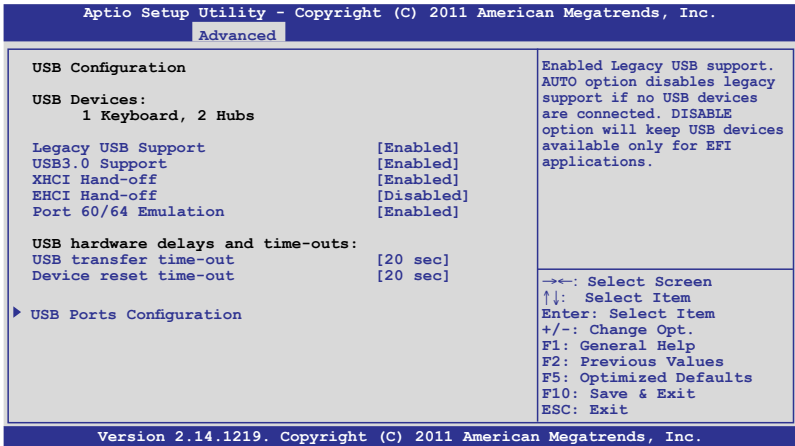 Aptio Setup Utility - Copyright (C) 2011 American Megatrends, Inc.
Advanced
USB Configuration
USB Devices:
1 Keyboard, 2 Hubs
Legacy USB Support [Enabled]
USB3.0 Support [Enabled]
XHCI Hand-off [Enabled]
EHCI Hand-off [Disabled]
Port 60/64 Emulation [Enabled]
USB hardware delays and time-outs:
USB transfer time-out [20 sec]
Device reset time-out [20 sec]
USB Ports Configuration
Enabled Legacy USB support.
AUTO option disables legacy
support if no USB devices
are connected. DISABLE
option will keep USB devices
available only for EFI
applications.
→←: Select Screen
↑↓: Select Item
Enter: Select Item
+/-: Change Opt.
F1: General Help
F2: Previous Values
F5: Optimized Defaults
F10: Save & Exit
ESC: Exit
Version 2.14.1219. Copyright (C) 2011 American Megatrends, Inc.